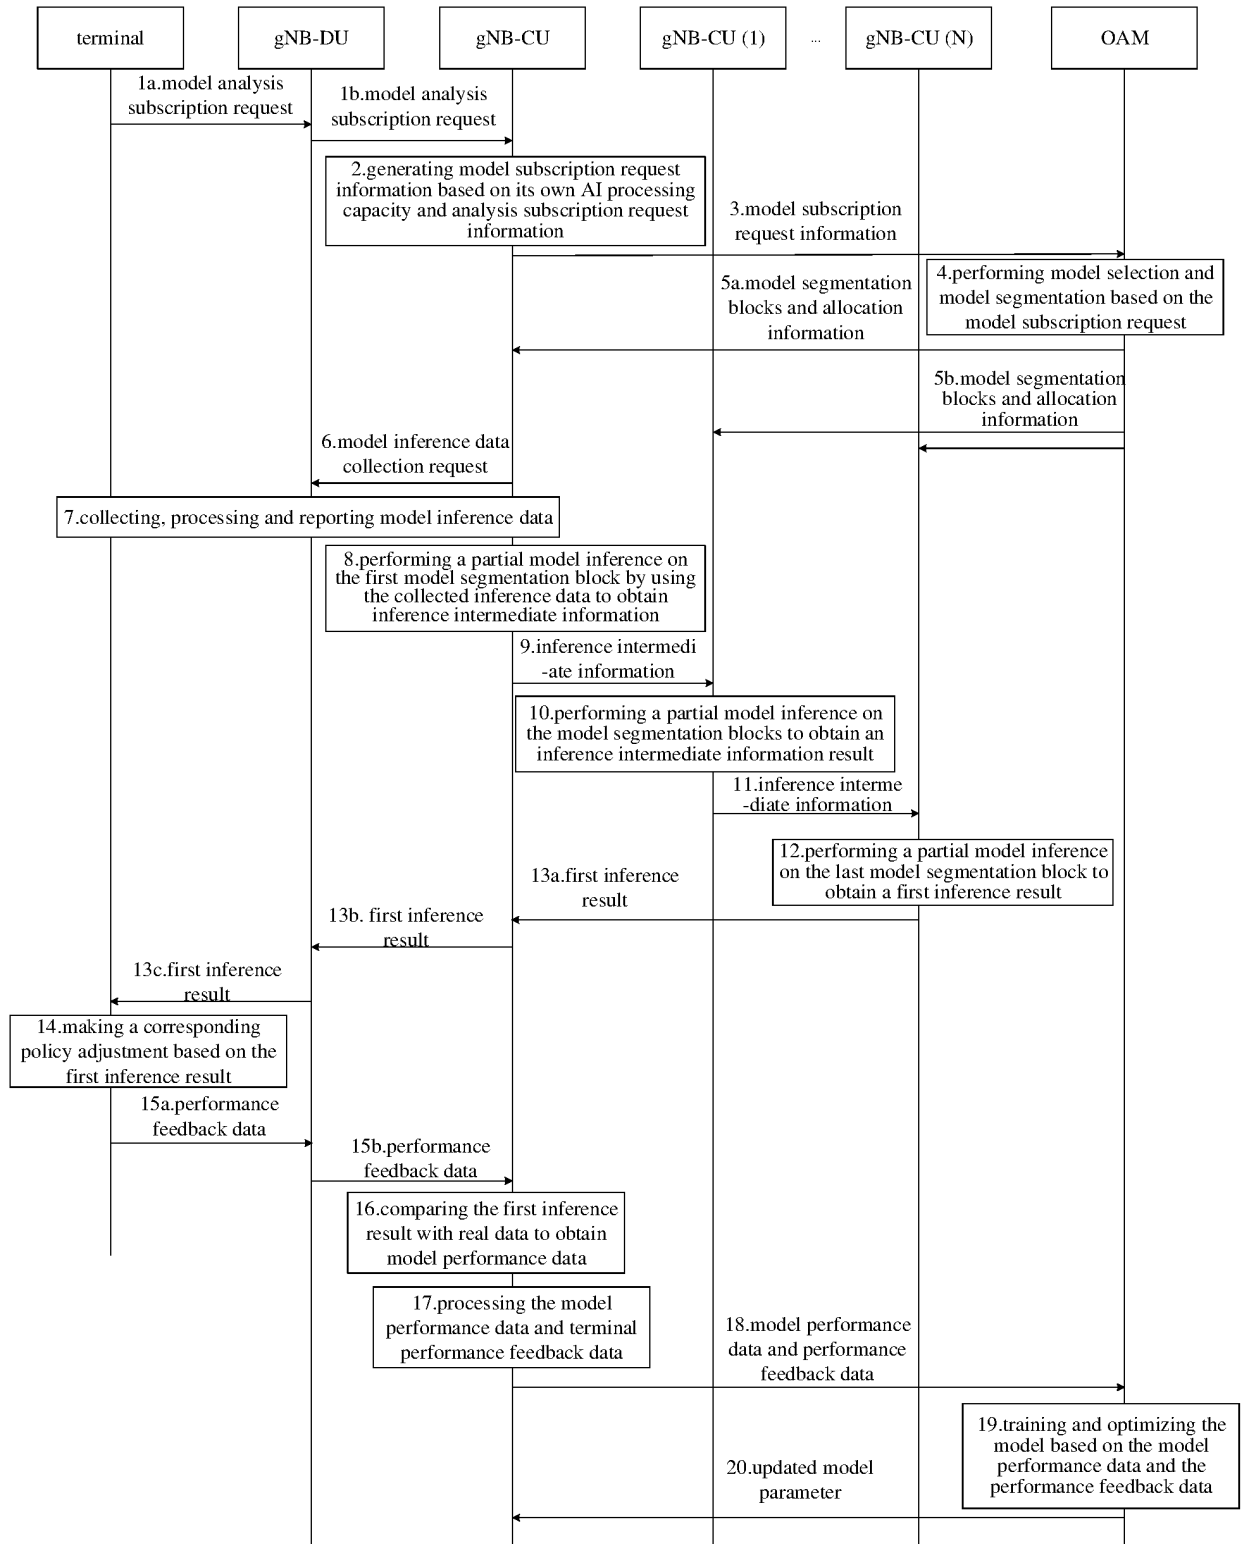 terminal
gNB-DU
gNB-CU
gNB-CU (1)
...
gNB-CU (N)
OAM
1a.model analysis
subscription request
1b.model analysis
subscription request
2.generating model subscription request
information based on its own AI processing
capacity and analysis subscription request
information
3.model subscription
request information
4.performing model selection and
model segmentation based on the
model subscription request
5a.model segmentation
blocks and allocation
information
5b.model segmentation
blocks and allocation
information
6.model inference data
collection request
7.collecting, processing and reporting model inference data
8.performing a partial model inference on
the first model segmentation block by using
the collected inference data to obtain
inference intermediate information
9.inference intermedi
-ate information
10.performing a partial model inference on
the model segmentation blocks to obtain an
inference intermediate information result
11.inference interme
-diate information
12.performing a partial model inference
on the last model segmentation block to
obtain a first inference result
13a.first inference
result
13b. first inference
result
13c.first inference
result
14.making a corresponding
policy adjustment based on the
first inference result
15a.performance
feedback data
15b.performance
feedback data
16.comparing the first inference
result with real data to obtain
model performance data
17.processing the model
performance data and terminal
performance feedback data
18.model performance
data and performance
feedback data
19.training and optimizing the
model based on the model
performance data and the
performance feedback data
20.updated model
parameter